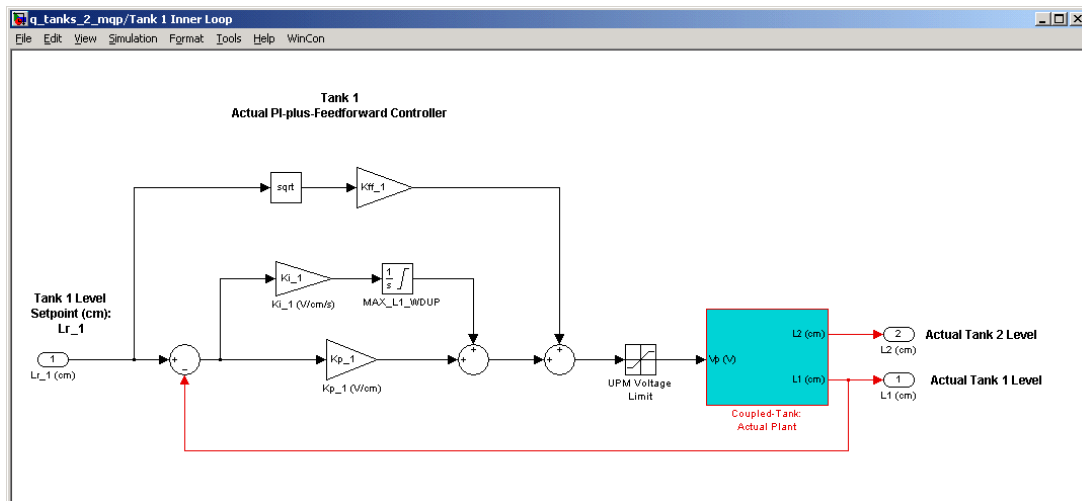 q_tanks_2_mqp/Tank 1 Inner Loop
File Edit View Simulation Format Tools Help WinCon
Tank 1
Actual PI-plus-Feedforward Controller
sqrt
Kff_1
Ki_1
Ki_1 (V/cm/s)
1
s
MAX_L1_WDUP
Tank 1 Level
Setpoint (cm):
Lr_1
1
Lr_1 (cm)
+
−
Kp_1
Kp_1 (V/cm)
+
+
+
+
UPM Voltage
Limit
Vp (V)
L2 (cm)
L1 (cm)
Coupled-Tank:
Actual Plant
2
L2 (cm)
Actual Tank 2 Level
1
L1 (cm)
Actual Tank 1 Level